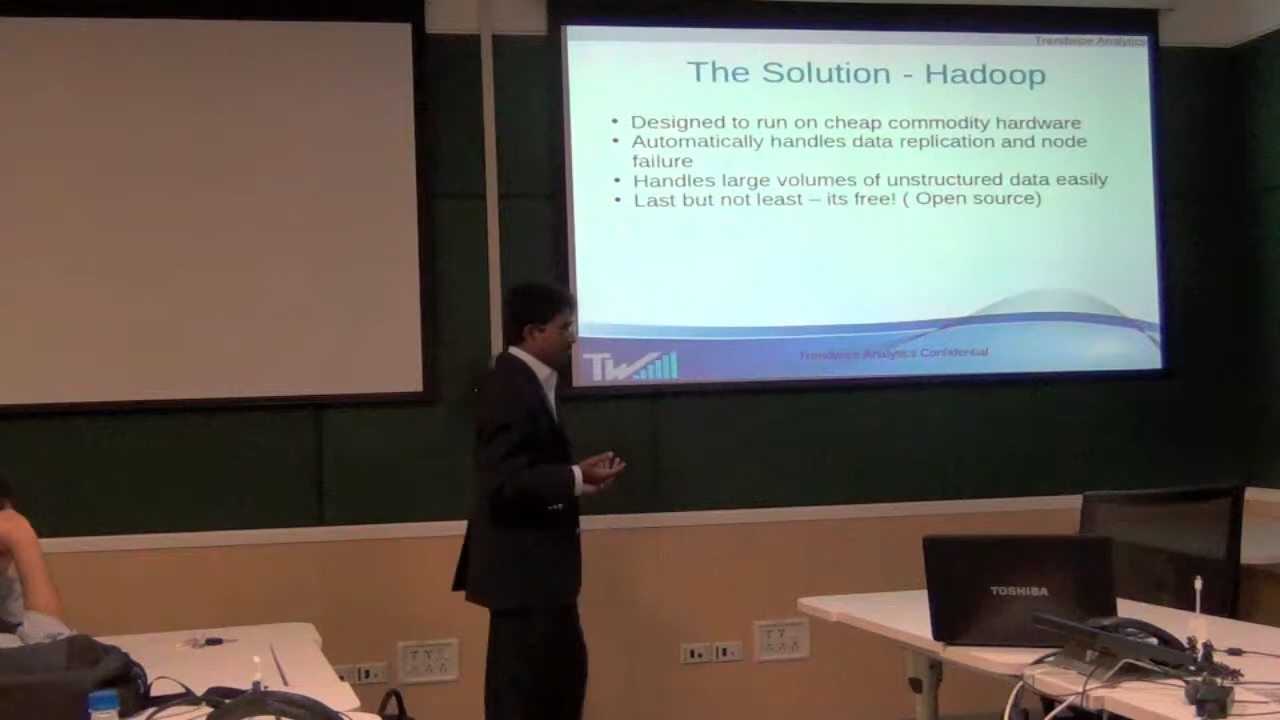 Trendwise Analytics
The Solution - Hadoop
• Designed to run on cheap commodity hardware
• Automatically handles data replication and node
failure
• Handles large volumes of unstructured data easily
• Last but not least – its free! ( Open source)
TW
Trendwise Analytics Confidential
TOSHIBA